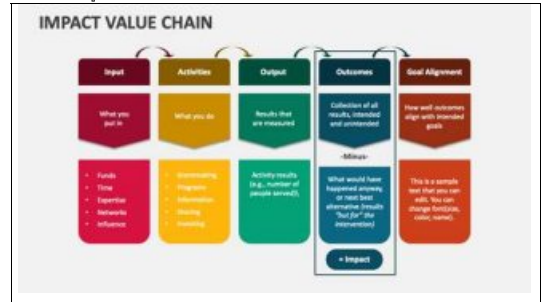 IMPACT VALUE CHAIN
Input
Activities
Output
Outcomes
Goal Alignment
What you
put in
What you do
Results that
are measured
Collection of all
results, intended
and unintended
How well outcomes
align with intended
goals
-Minus-
• Funds
• Time
• Expertise
• Networks
• Influence
• Grantmaking
• Programs
• Information
• Sharing
• Investing
Activity results
(e.g., number of
people served)\
What would have
happened anyway,
or next best
alternative (results
"but for" the
intervention)
This is a sample
text that you can
edit. You can
change font(size,
color, name).
= Impact